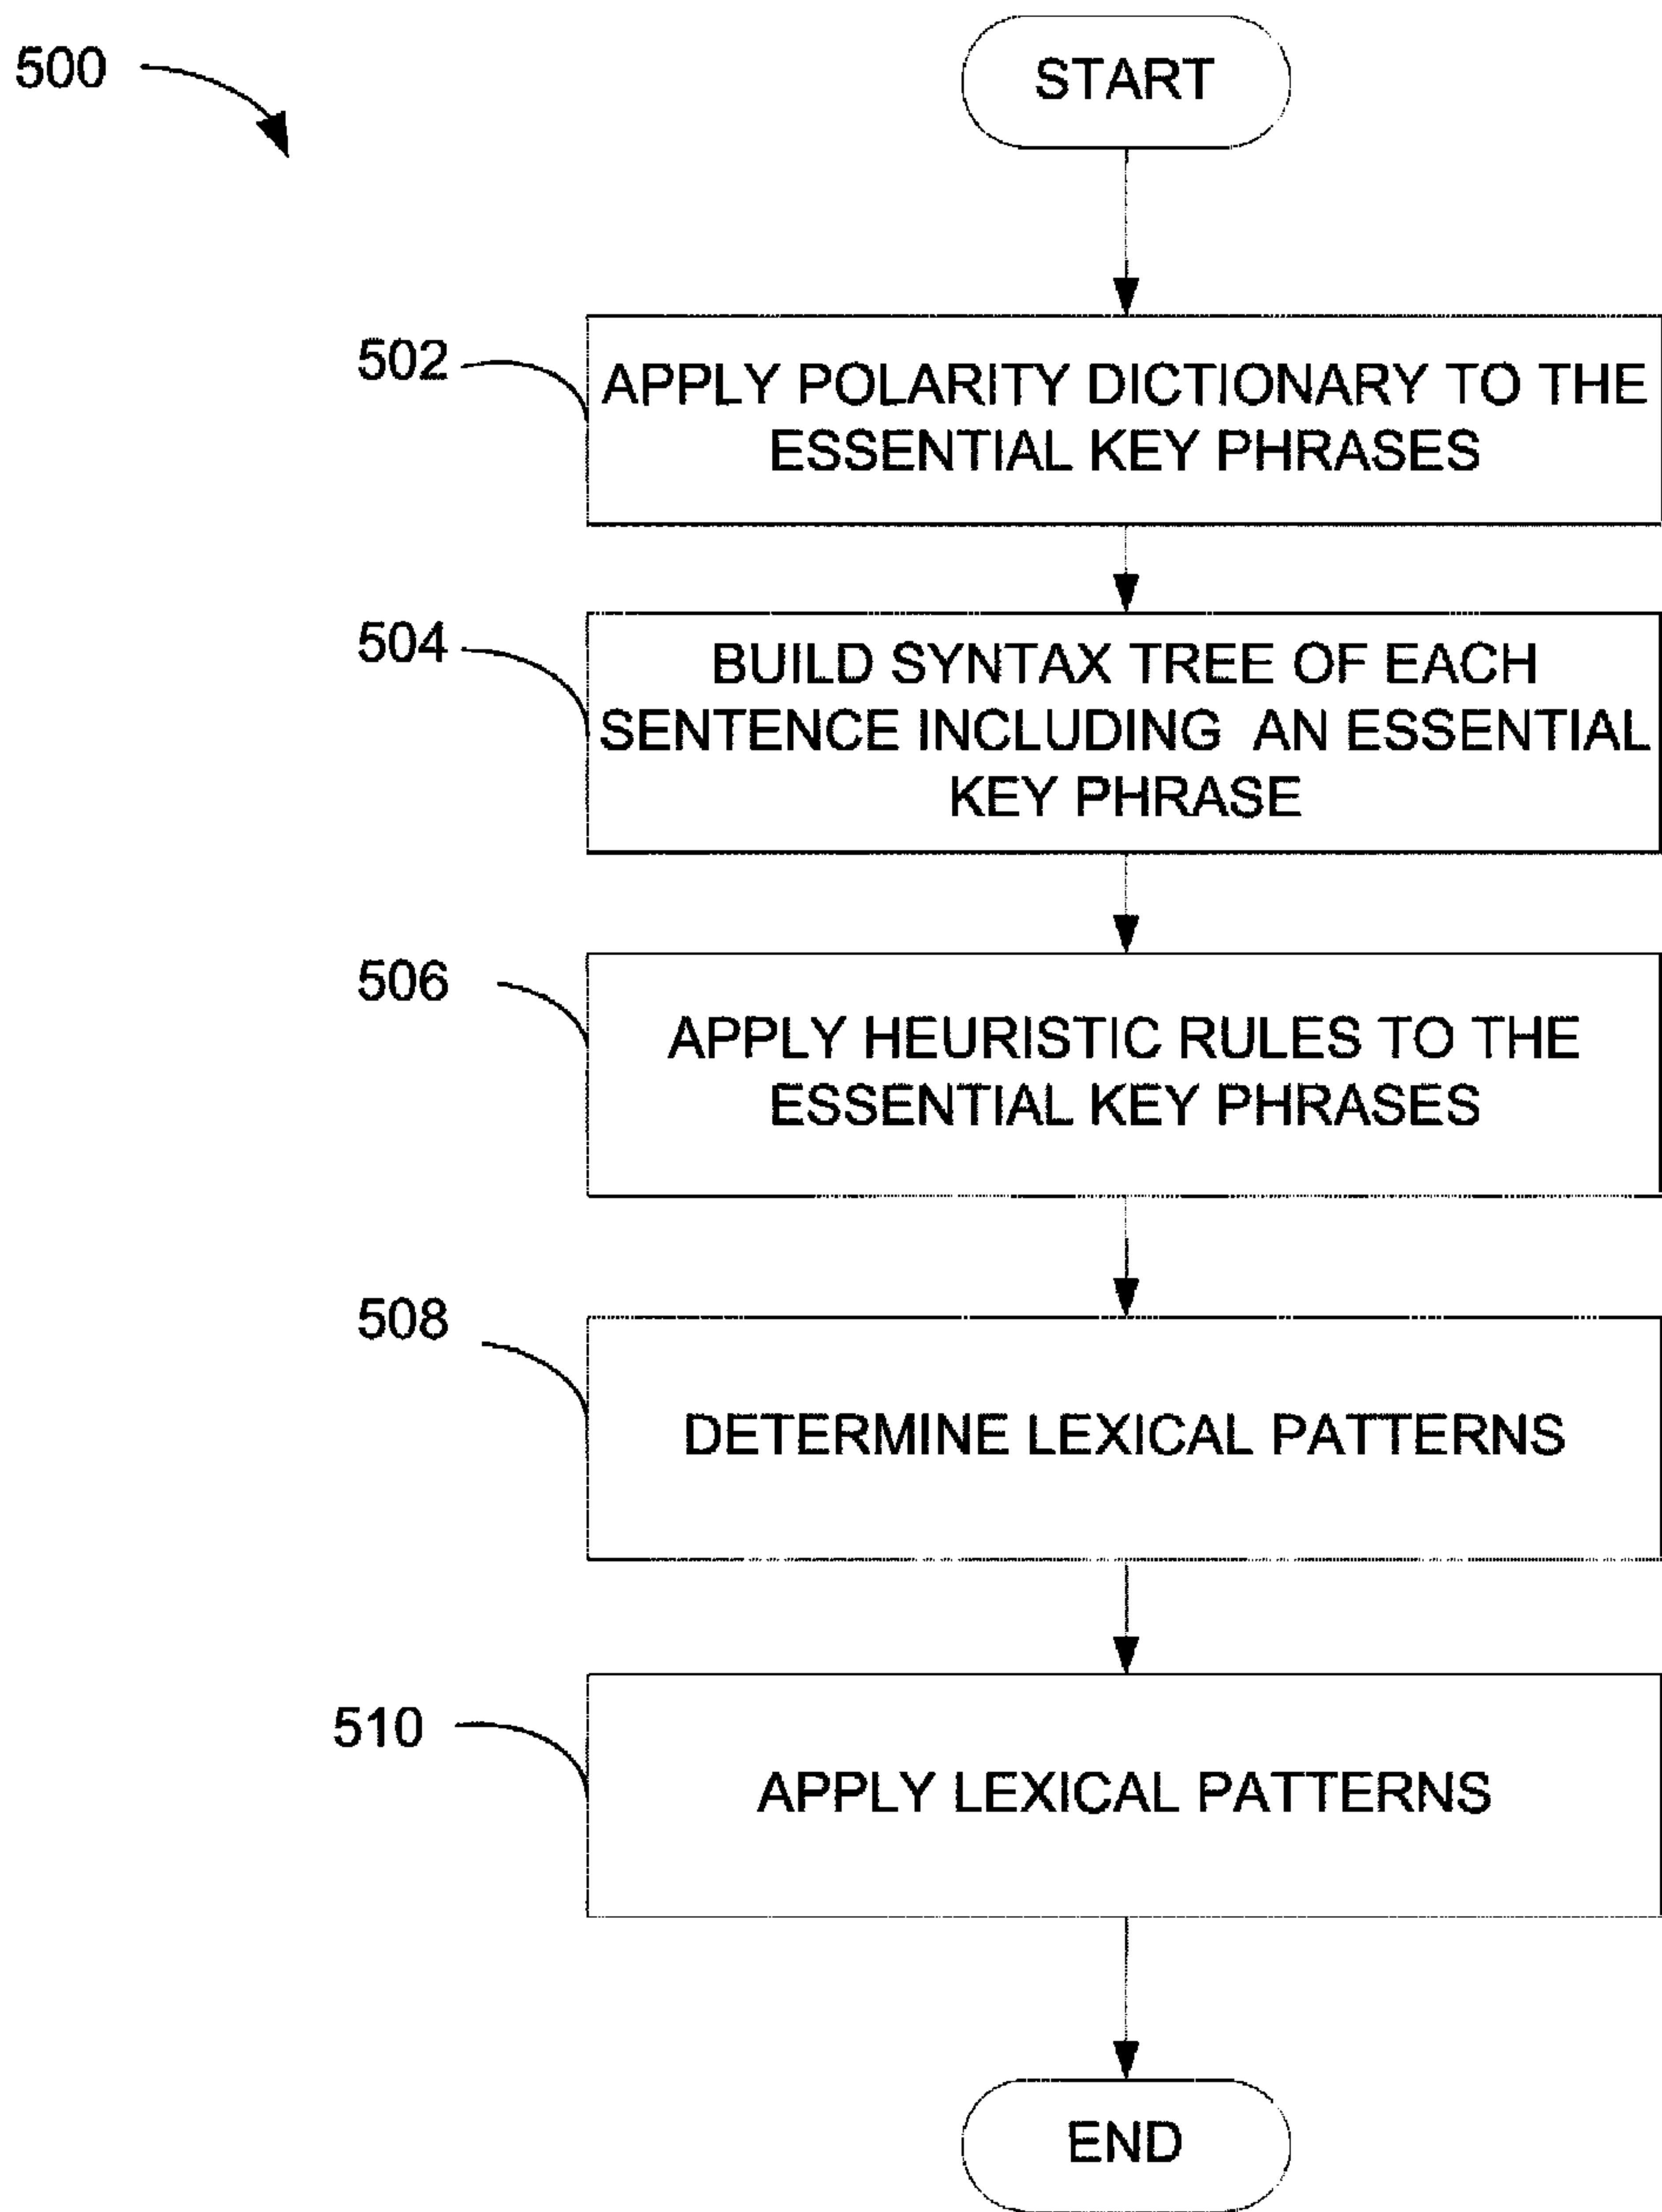 500
START
502
APPLY POLARITY DICTIONARY TO THE
ESSENTIAL KEY PHRASES
504
BUILD SYNTAX TREE OF EACH
SENTENCE INCLUDING AN ESSENTIAL
KEY PHRASE
506
APPLY HEURISTIC RULES TO THE
ESSENTIAL KEY PHRASES
508
DETERMINE LEXICAL PATTERNS
510
APPLY LEXICAL PATTERNS
END